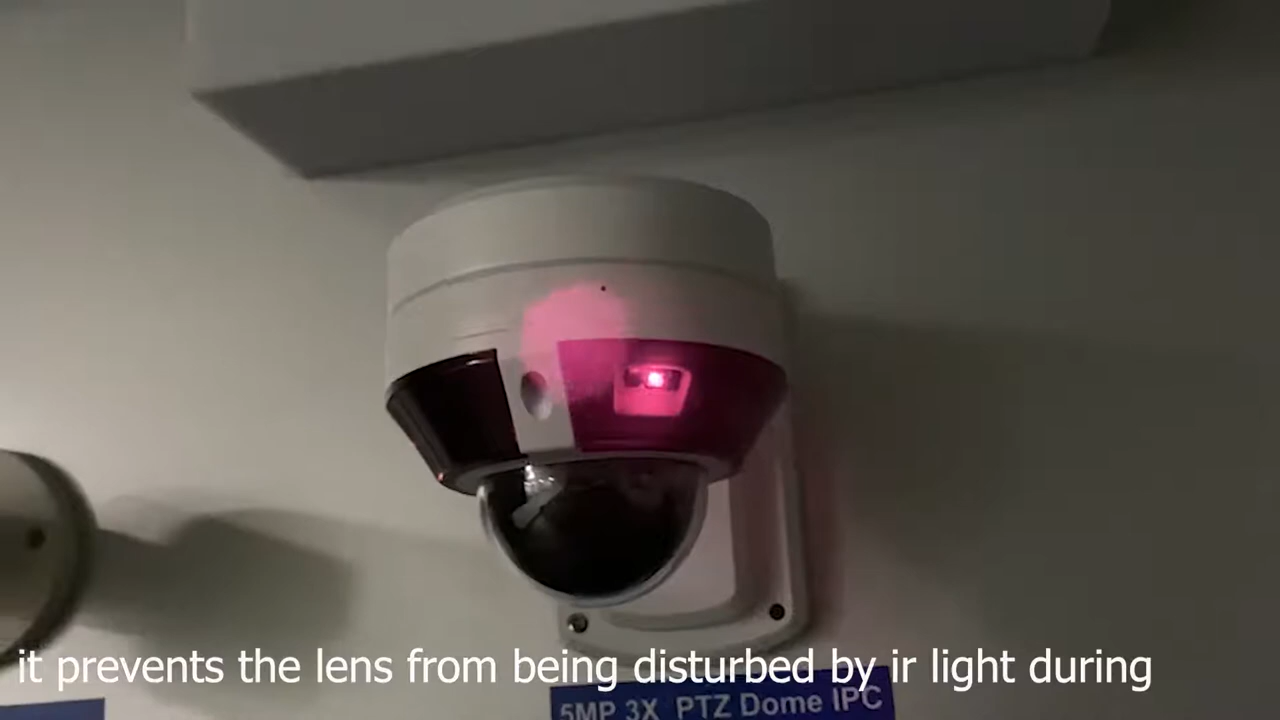 it prevents the lens from being disturbed by ir light during
5MP 3X PTZ Dome IPC